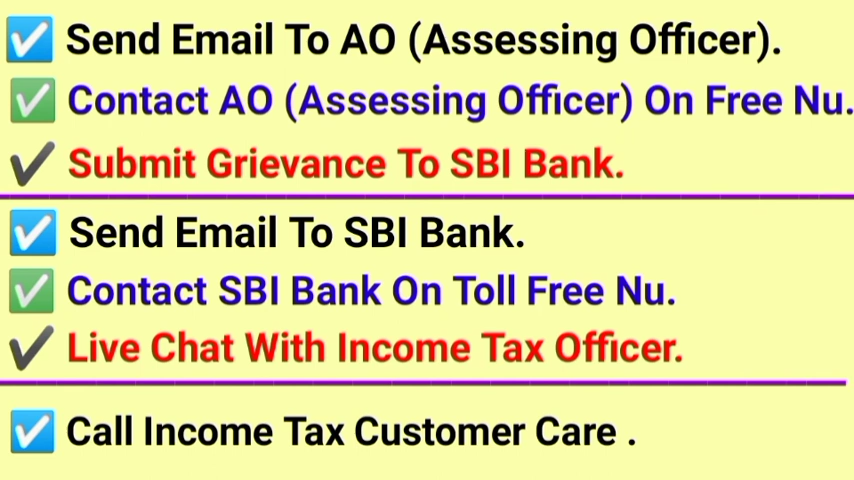 ☑️ Send Email To AO (Assessing Officer).
✅ Contact AO (Assessing Officer) On Free Nu.
✔️ Submit Grievance To SBI Bank.
☑️ Send Email To SBI Bank.
✅ Contact SBI Bank On Toll Free Nu.
✔️ Live Chat With Income Tax Officer.
☑️ Call Income Tax Customer Care .